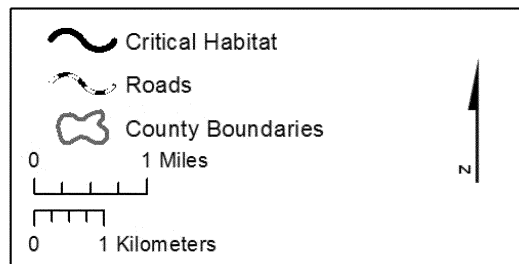 Critical Habitat
Roads
County Boundaries
0 1 Miles
0 1 Kilometers
N